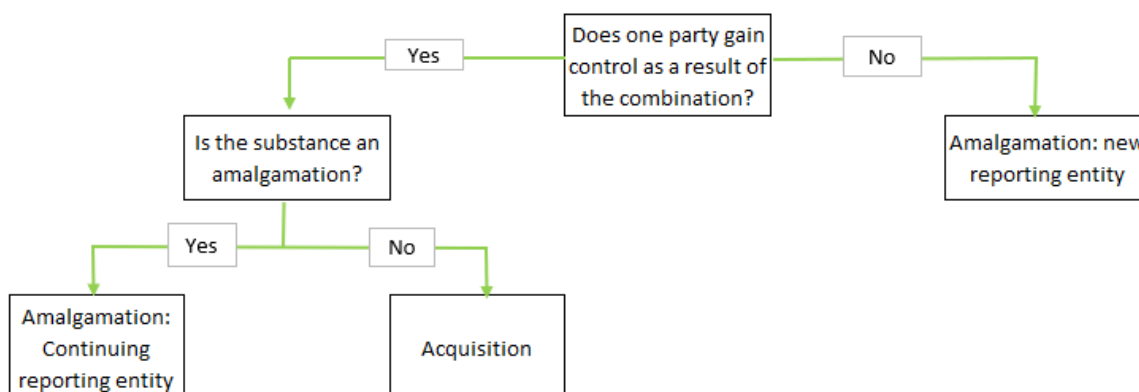 Does one party gain
control as a result of
the combination?
Yes
No
Is the substance an
amalgamation?
Amalgamation: new
reporting entity
Yes
No
Amalgamation:
Continuing
reporting entity
Acquisition